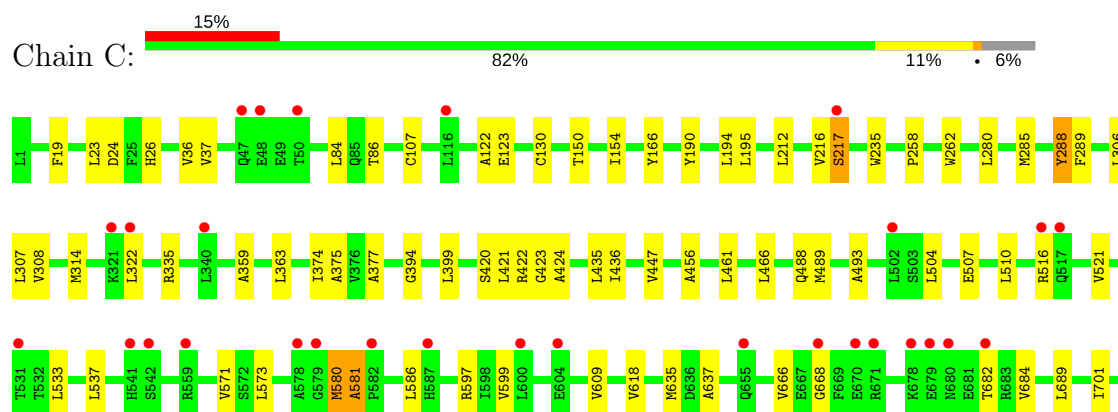 15%
Chain C:
82% 11% • 6%
L1 F19 L23 D24 F25 H26 V36 V37 Q47 E48 E49 T50 L84 Q85 T86 C107 L116 A122 E123 C130 T150 I154 Y166 Y190 L194 L195 L212 V216 S217 W235 P258 W262 L280 M285 Y288 F289 L306
L307 V308 M314 K321 L322 R335 L340 A359 L363 I374 A375 V376 A377 G394 L399 S420 L421 R422 G423 A424 L435 I436 V447 A456 L461 L466 Q488 M489 A493 L502 S503 L504 E507 L510 R516 Q517 V521
T531 T532 L533 L537 H541 S542 R559 V571 S572 L573 A578 G579 M580 A581 P582 L586 H587 R597 I598 V599 L600 E604 V609 V618 M635 D636 A637 Q655 V666 E667 G668 F669 E670 R671 K678 E679 N680 E681 T682 R683 V684 L689 I701